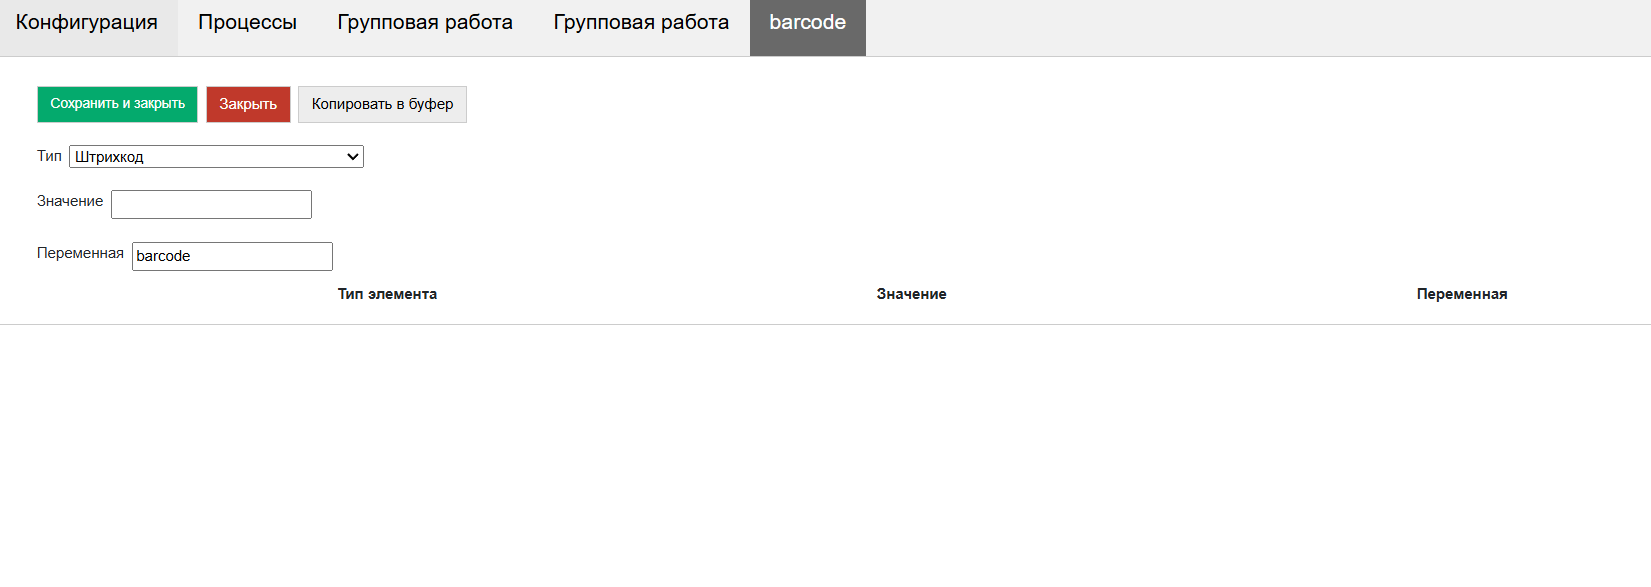 Конфигурация Процессы Групповая работа Групповая работа barcode
Сохранить и закрыть Закрыть Копировать в буфер
Тип Штрихкод
Значение
Переменная barcode
Тип элемента Значение Переменная